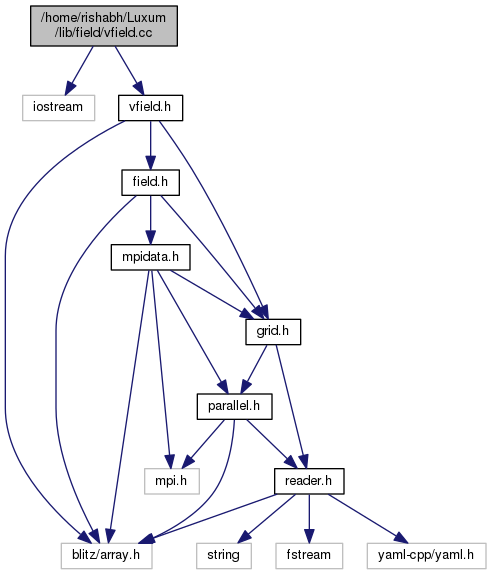 /home/rishabh/Luxum
/lib/field/vfield.cc
iostream
vfield.h
field.h
mpidata.h
grid.h
parallel.h
mpi.h
reader.h
blitz/array.h
string
fstream
yaml-cpp/yaml.h